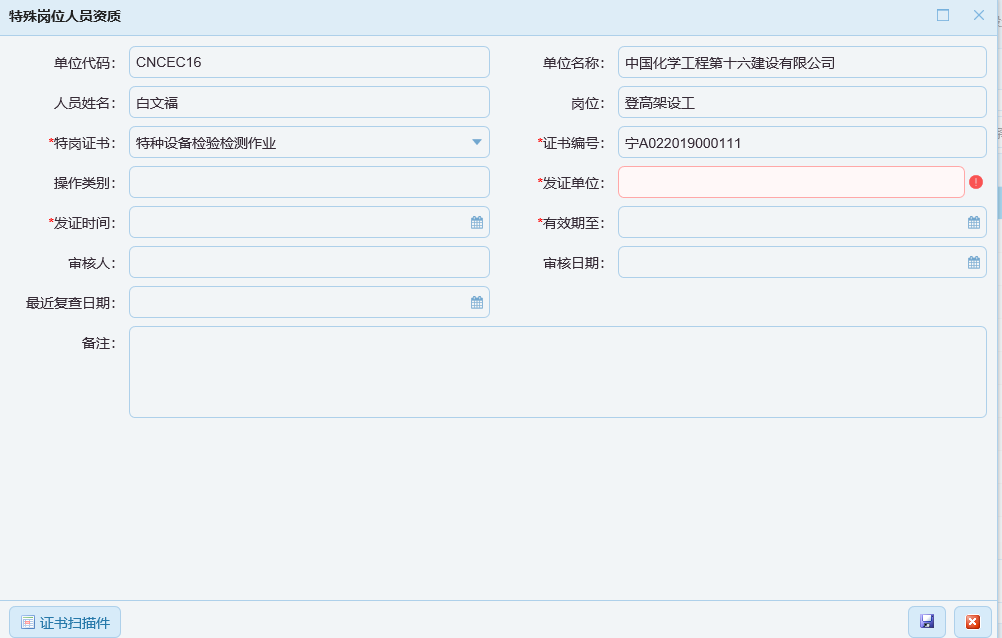 特殊岗位人员资质
单位代码： CNCEC16 单位名称： 中国化学工程第十六建设有限公司
人员姓名： 白文福 岗位： 登高架设工
*特岗证书： 特种设备检验检测作业 *证书编号： 宁A022019000111
操作类别： *发证单位：
*发证时间： *有效期至：
审核人： 审核日期：
最近复查日期：
备注：
证书扫描件